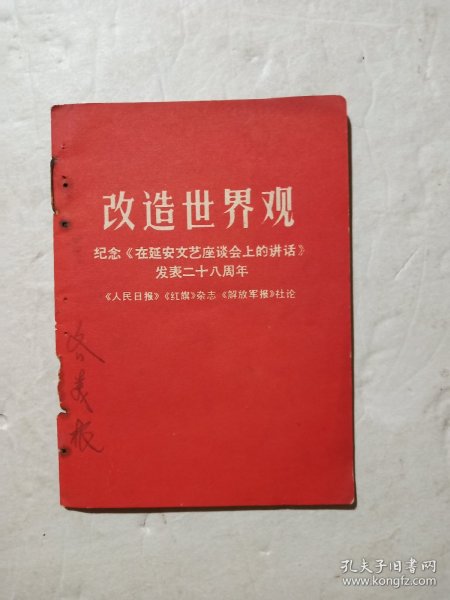 改造世界观
纪念《在延安文艺座谈会上的讲话》
发表二十八周年
《人民日报》《红旗》杂志《解放军报》社论
孔夫子旧书网
www.kongfz.com